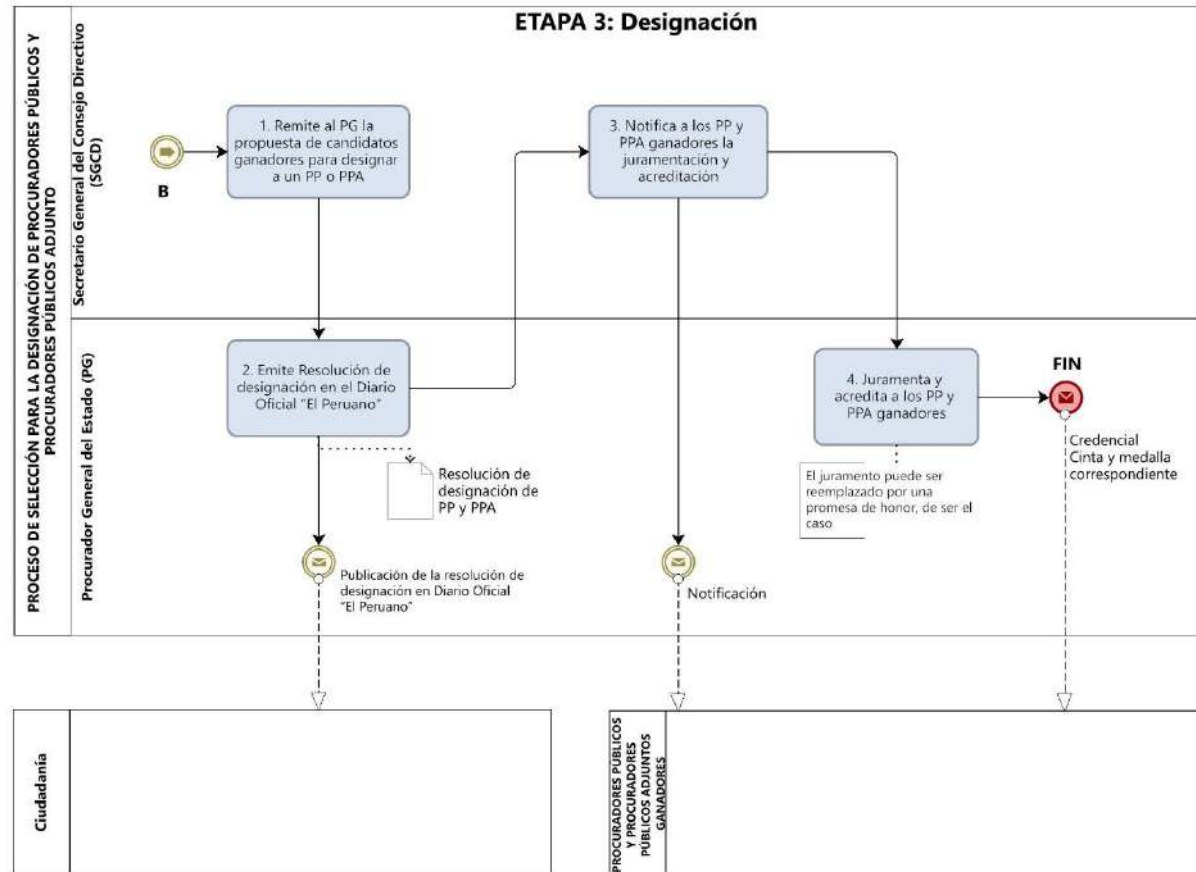 ETAPA 3: Designación
PROCESO DE SELECCIÓN PARA LA DESIGNACIÓN DE PROCURADORES PÚBLICOS Y
PROCURADORES PÚBLICOS ADJUNTO
Secretario General del Consejo Directivo
(SGCD)
B
1. Remite al PG la
propuesta de candidatos
ganadores para designar
a un PP o PPA
3. Notifica a los PP y
PPA ganadores la
juramentación y
acreditación
Procurador General del Estado (PG)
2. Emite Resolución de
designación en el Diario
Oficial "El Peruano"
Resolución de
designación de
PP y PPA
Publicación de la resolución de
designación en Diario Oficial
"El Peruano"
Notificación
4. Juramenta y
acredita a los PP y
PPA ganadores
El juramento puede ser
reemplazado por una
promesa de honor, de ser el
caso
FIN
Credencial
Cinta y medalla
correspondiente
Ciudadanía
PROCURADORES PÚBLICOS
Y PROCURADORES
PÚBLICOS ADJUNTOS
GANADORES